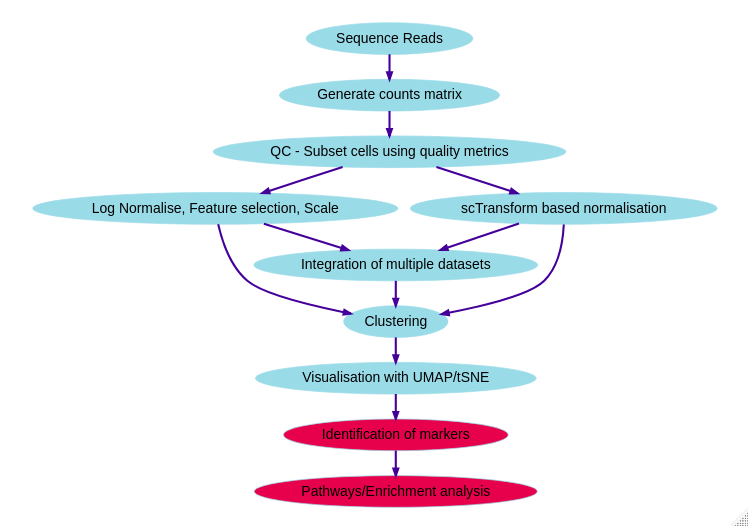 Sequence Reads
Generate counts matrix
QC - Subset cells using quality metrics
Log Normalise, Feature selection, Scale
scTransform based normalisation
Integration of multiple datasets
Clustering
Visualisation with UMAP/tSNE
Identification of markers
Pathways/Enrichment analysis